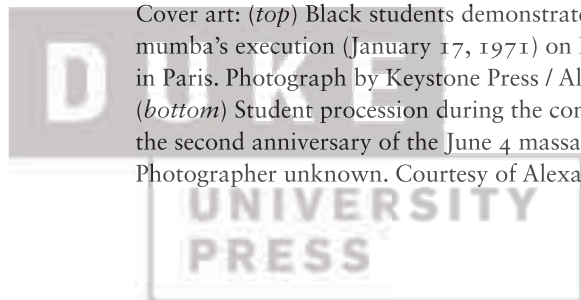 Cover art: (top) Black students demonstrate
mumba’s execution (January 17, 1971) on
in Paris. Photograph by Keystone Press / Al
(bottom) Student procession during the con
the second anniversary of the June 4 massa
Photographer unknown. Courtesy of Alexa
DUKE
UNIVERSITY
PRESS